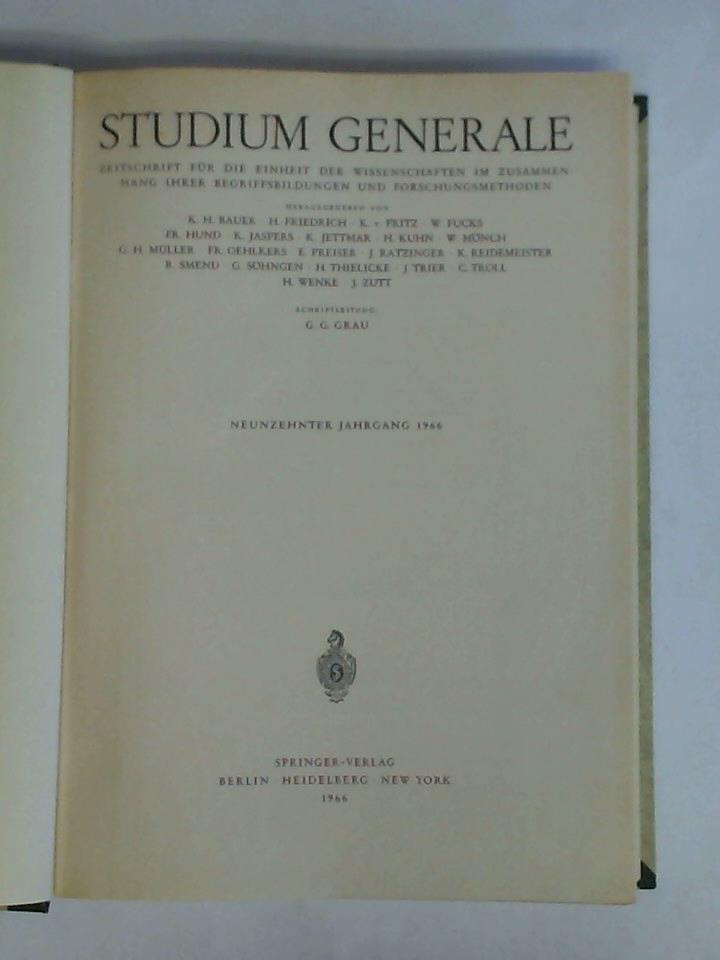 STUDIUM GENERALE
ZEITSCHRIFT FÜR DIE EINHEIT DER WISSENSCHAFTEN IM ZUSAMMEN-
HANG IHRER BEGRIFFSBILDUNGEN UND FORSCHUNGSMETHODEN
HERAUSGEGEBEN VON
K. H. BAUER · H. FRIEDRICH · K. v. FRITZ · W. FUCKS
FR. HUND · K. JASPERS · K. JETTMAR · H. KUHN · W. MÜNCH
G. H. MÜLLER · FR. OEHLKERS · E. PREISER · J. RATZINGER · K. REIDEMEISTER
R. SMEND · G. SÖHNGEN · H. THIELICKE · J. TRIER · C. TROLL
H. WENKE · J. ZUTT
SCHRIFTLEITUNG
G. G. GRAU
NEUNZEHNTER JAHRGANG 1966
S
SPRINGER-VERLAG
BERLIN · HEIDELBERG · NEW YORK
1966